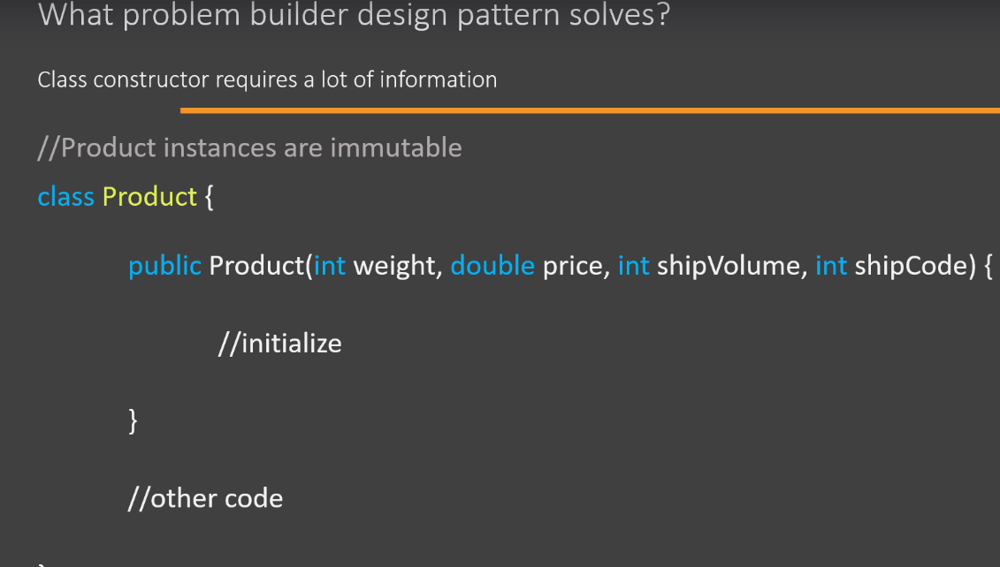 What problem builder design pattern solves?
Class constructor requires a lot of information
//Product instances are immutable
class Product {
public Product(int weight, double price, int shipVolume, int shipCode) {
//initialize
}
//other code